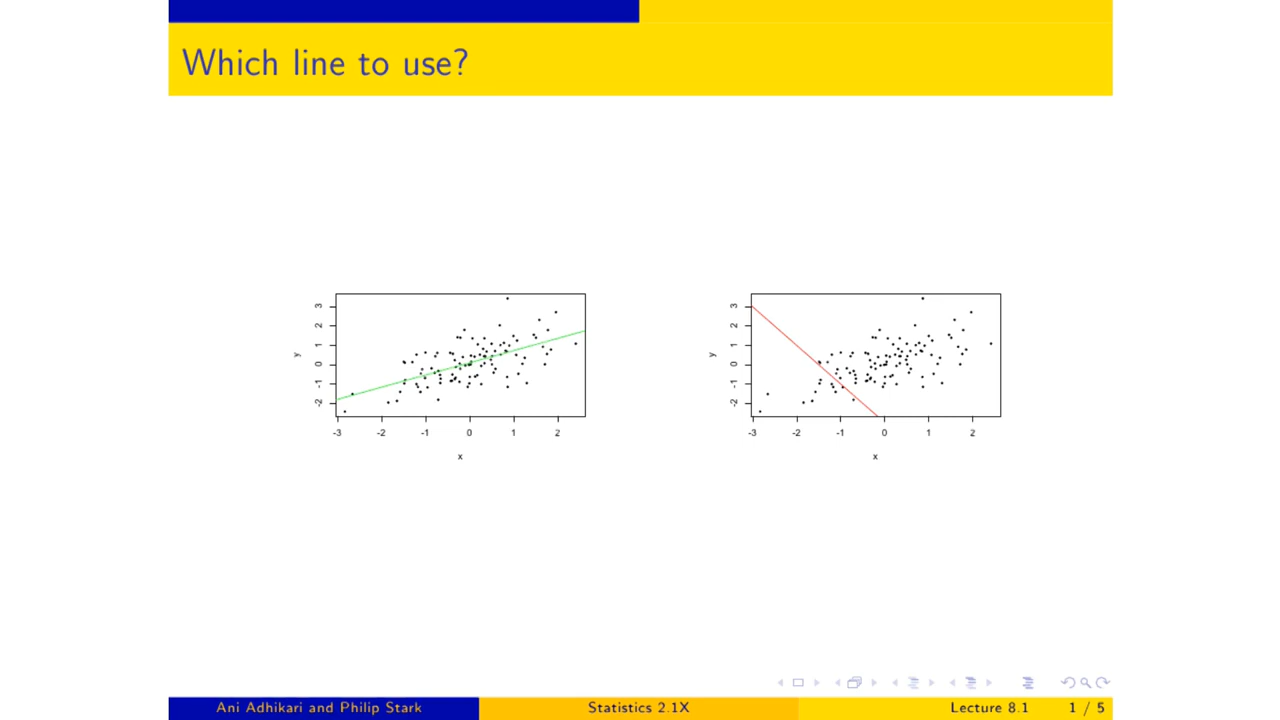 Which line to use?
y
3
2
1
0
-1
-2
-3 -2 -1 0 1 2
x
y
3
2
1
0
-1
-2
-3 -2 -1 0 1 2
x
Ani Adhikari and Philip Stark Statistics 2.1X Lecture 8.1 1 / 5